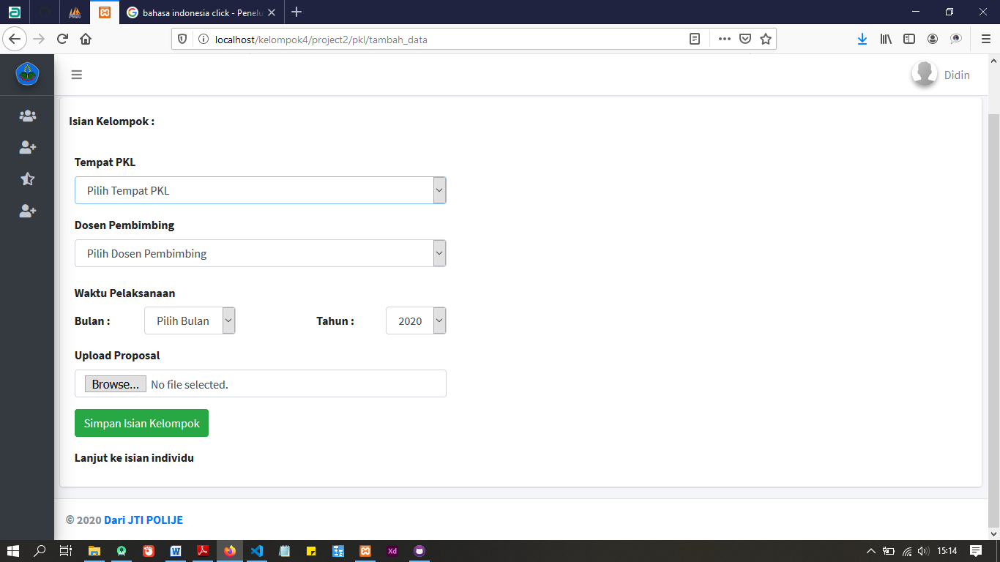 bahasa indonesia click - Penelu
localhost/kelompok4/project2/pkl/tambah_data
Didin
Isian Kelompok :
Tempat PKL
Pilih Tempat PKL
Dosen Pembimbing
Pilih Dosen Pembimbing
Waktu Pelaksanaan
Bulan : Pilih Bulan Tahun : 2020
Upload Proposal
Browse... No file selected.
Simpan Isian Kelompok
Lanjut ke isian individu
© 2020 Dari JTI POLIJE
Xd
15:14